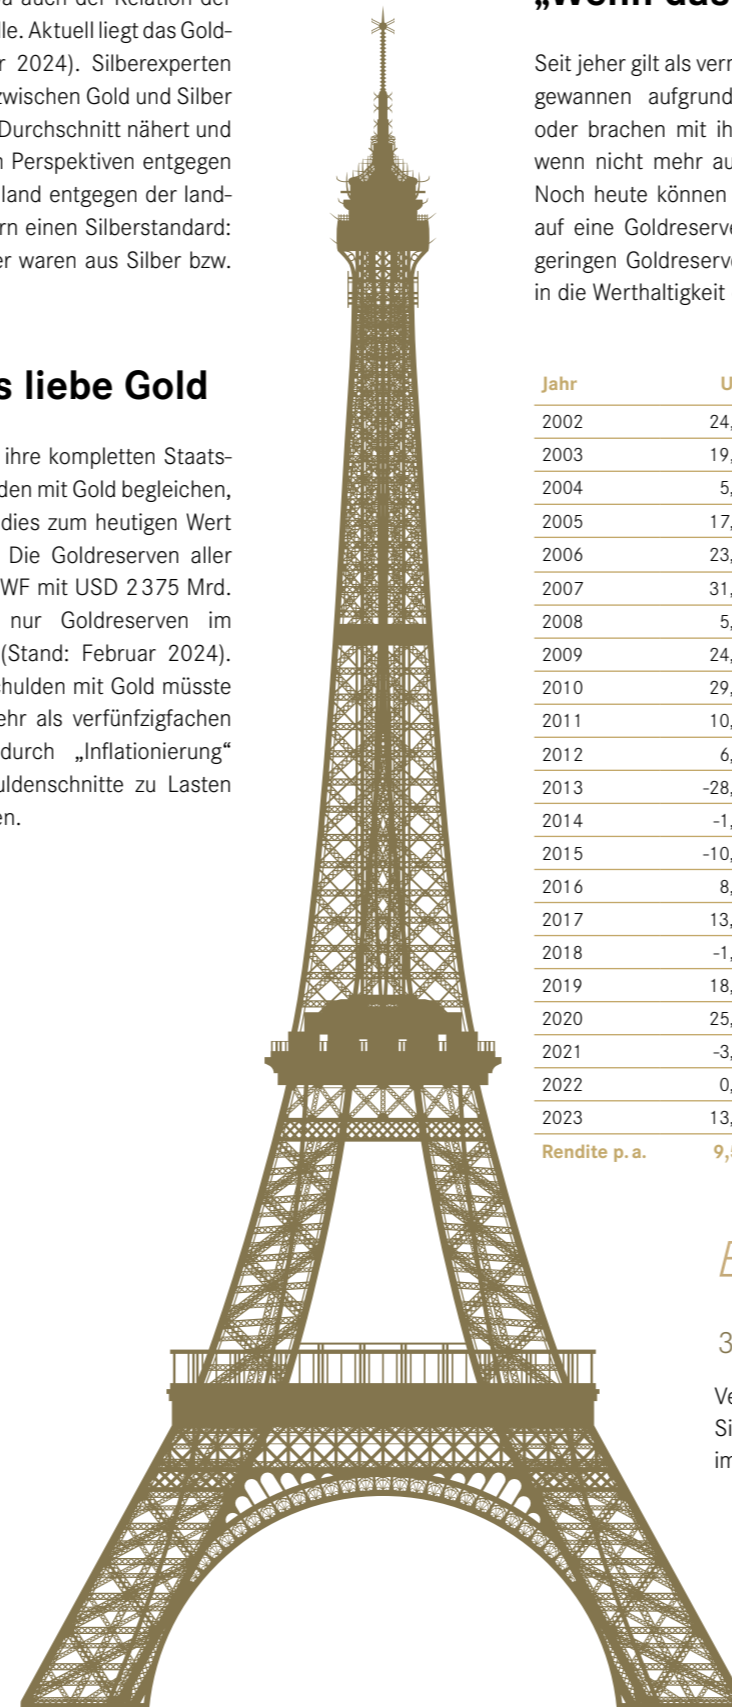 da auch der Relation der
lle. Aktuell liegt das Gold-
r 2024). Silberexperten
zwischen Gold und Silber
Durchschnitt nähert und
n Perspektiven entgegen
land entgegen der land-
rn einen Silberstandard:
er waren aus Silber bzw.
s liebe Gold
ihre kompletten Staats-
den mit Gold begleichen,
dies zum heutigen Wert
Die Goldreserven aller
WF mit USD 2 375 Mrd.
nur Goldreserven im
(Stand: Februar 2024).
chulden mit Gold müsste
ehr als verfünfzigfachen
durch „Inflationierung“
uldenschnitte zu Lasten
en.
„Wenn das
Seit jeher gilt als verm
gewannen aufgrund
oder brachen mit ih
wenn nicht mehr au
Noch heute können
auf eine Goldreserve
geringen Goldreserve
in die Werthaltigkeit
Jahr U
2002 24,
2003 19,
2004 5,
2005 17,
2006 23,
2007 31,
2008 5,
2009 24,
2010 29,
2011 10,
2012 6,
2013 -28,
2014 -1,
2015 -10,
2016 8,
2017 13,
2018 -1,
2019 18,
2020 25,
2021 -3,
2022 0,
2023 13,
Rendite p. a. 9,5
E
3
Ve
Si
im